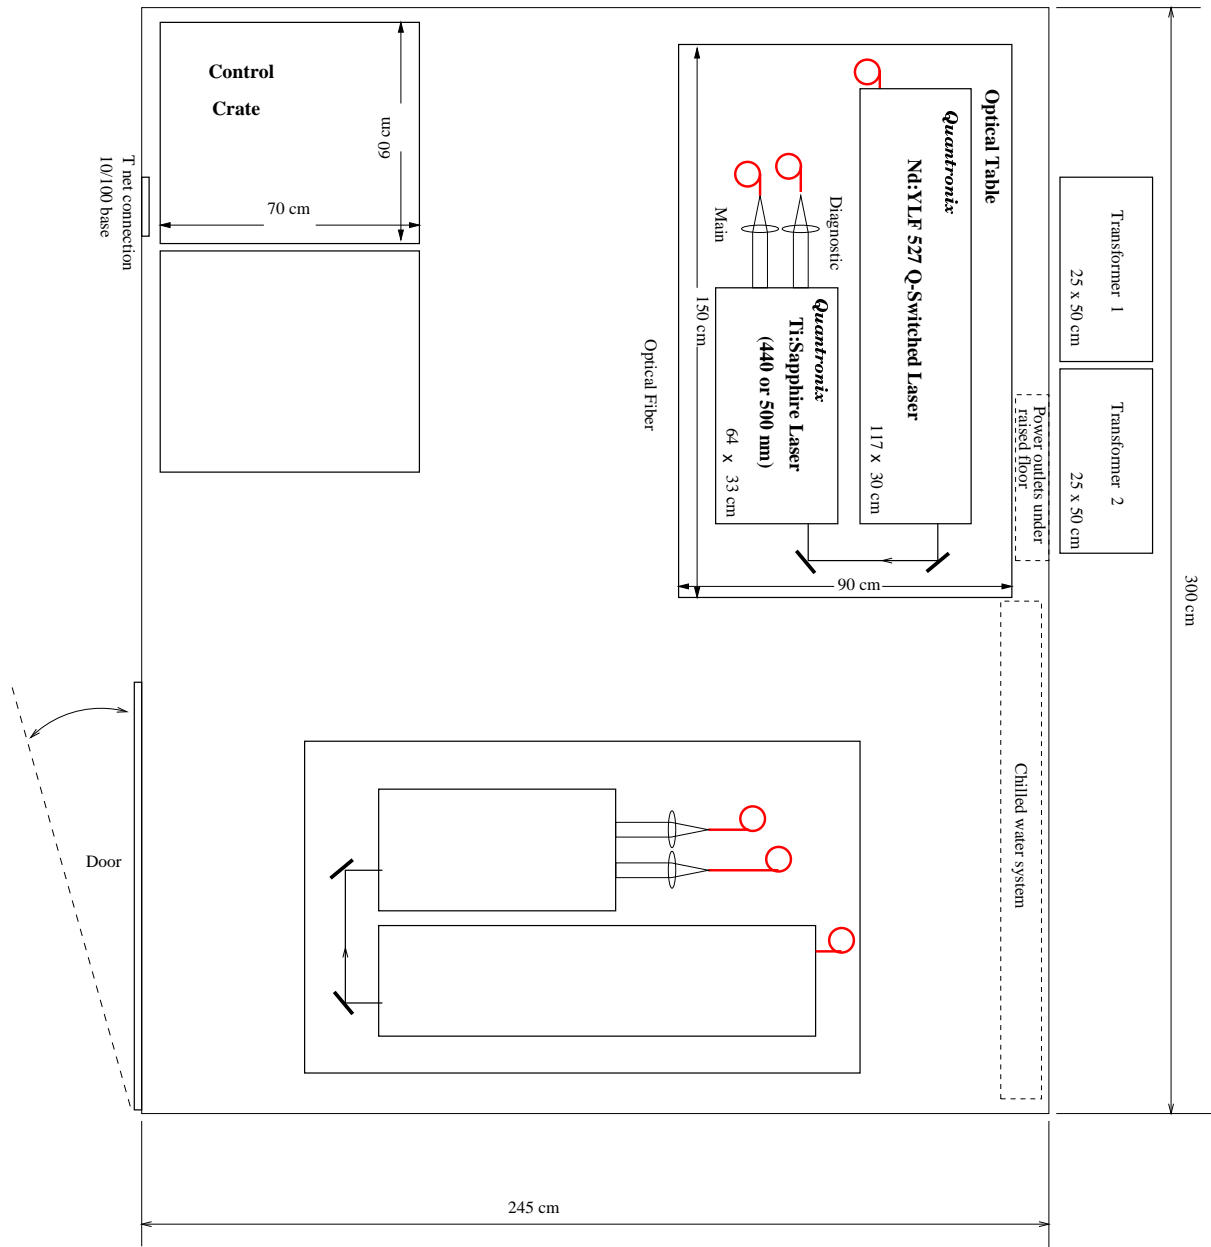 Control
Crate
60 cm
70 cm
T net connection
10/100 base
Optical Table
Quantronix
Nd:YLF 527 Q-Switched Laser
117 x 30 cm
Diagnostic
Main
Quantronix
Ti:Sapphire Laser
(440 or 500 nm)
64 x 33 cm
150 cm
Optical Fiber
90 cm
Power outlets under
raised floor
Transformer 1
25 x 50 cm
Transformer 2
25 x 50 cm
300 cm
Chilled water system
Door
245 cm